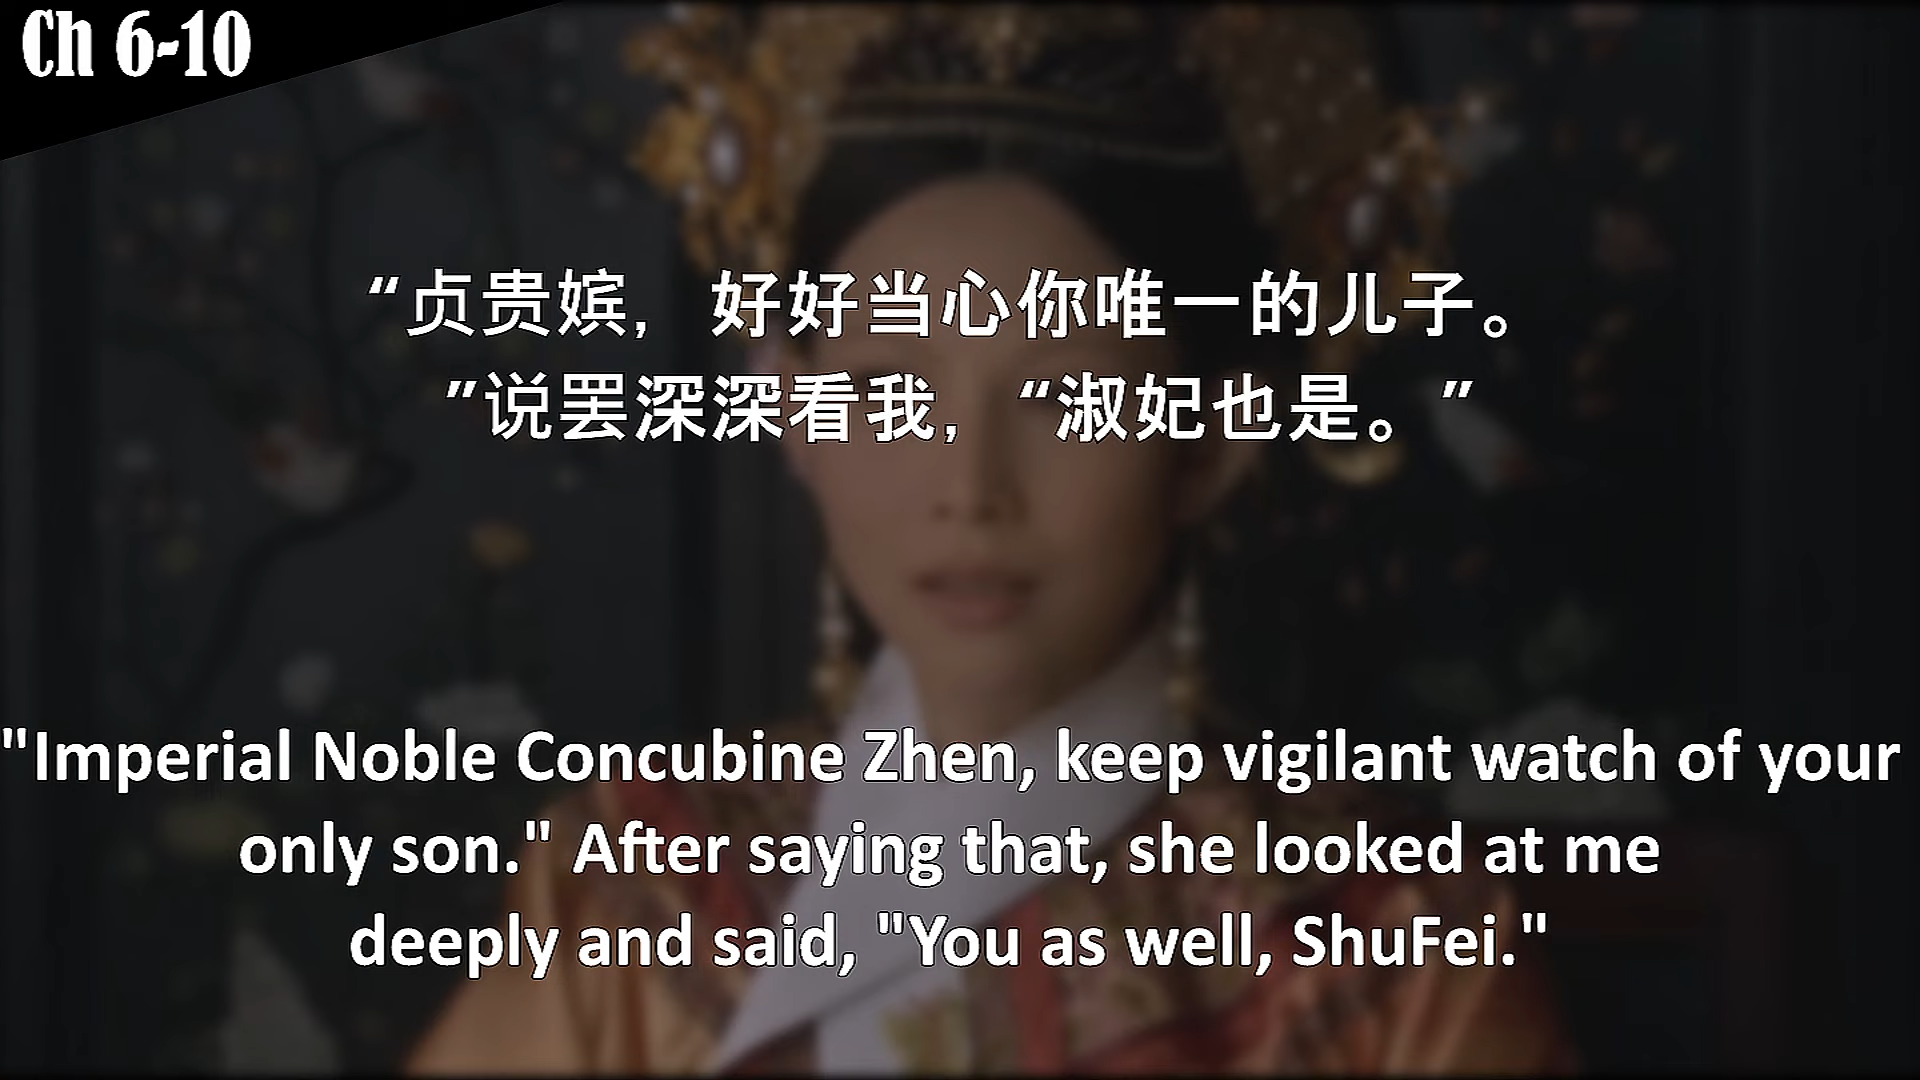 Ch 6-10
“贞贵嫔，好好当心你唯一的儿子。
”说罢深深看我，“淑妃也是。”
"Imperial Noble Concubine Zhen, keep vigilant watch of your
only son." After saying that, she looked at me
deeply and said, "You as well, ShuFei."